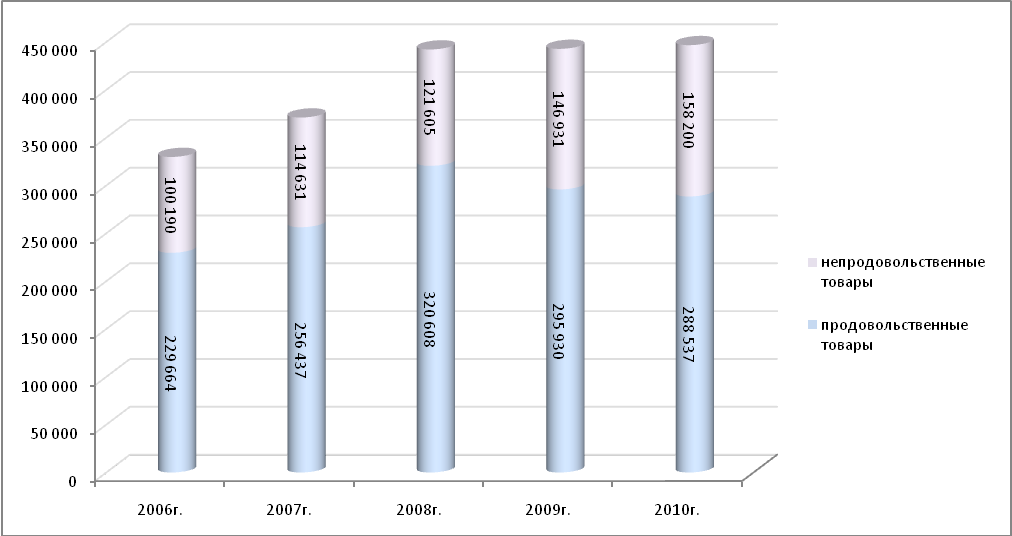 450 000
400 000
350 000
300 000
250 000
200 000
150 000
100 000
50 000
0
100 190
229 664
114 631
256 437
121 605
320 608
146 931
295 930
158 200
288 537
2006г.
2007г.
2008г.
2009г.
2010г.
непродовольственные
товары
продовольственные
товары